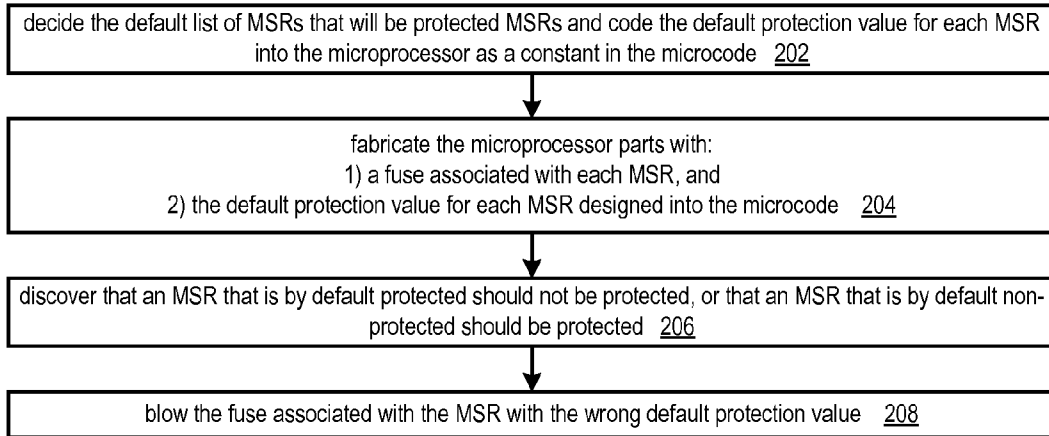 decide the default list of MSRs that will be protected MSRs and code the default protection value for each MSR
into the microprocessor as a constant in the microcode 202
fabricate the microprocessor parts with:
1) a fuse associated with each MSR, and
2) the default protection value for each MSR designed into the microcode 204
discover that an MSR that is by default protected should not be protected, or that an MSR that is by default non-
protected should be protected 206
blow the fuse associated with the MSR with the wrong default protection value 208